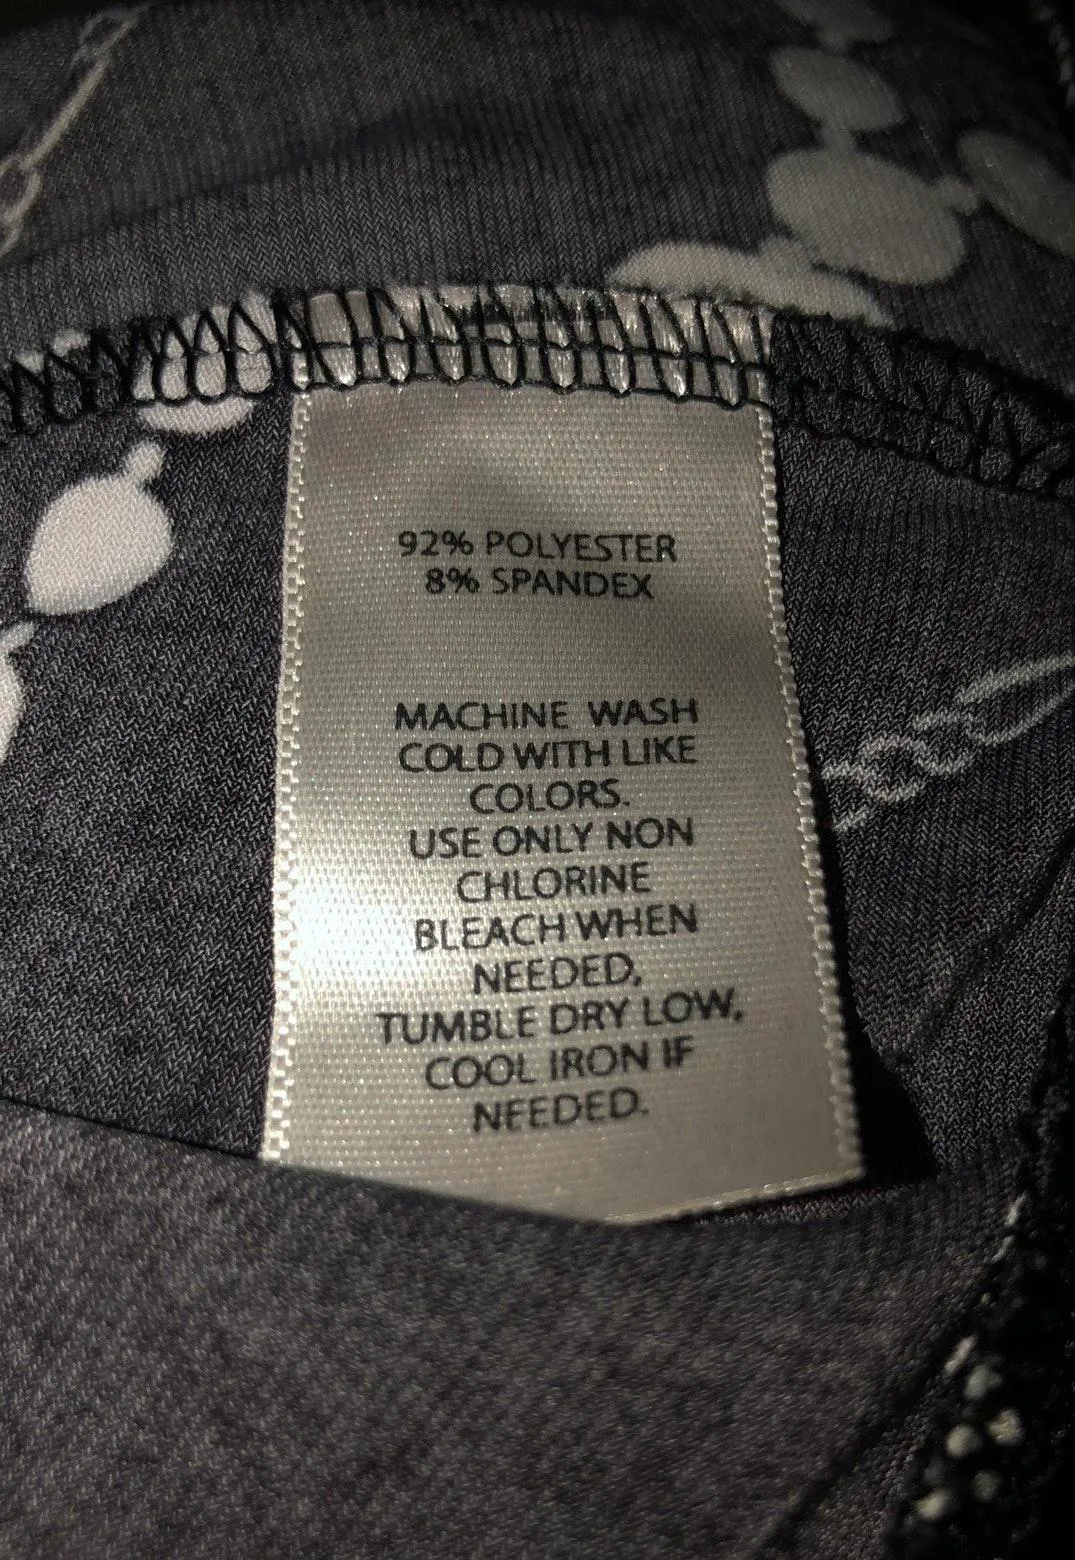 92% POLYESTER
8% SPANDEX
MACHINE WASH
COLD WITH LIKE
COLORS.
USE ONLY NON
CHLORINE
BLEACH WHEN
NEEDED,
TUMBLE DRY LOW,
COOL IRON IF
NEEDED.